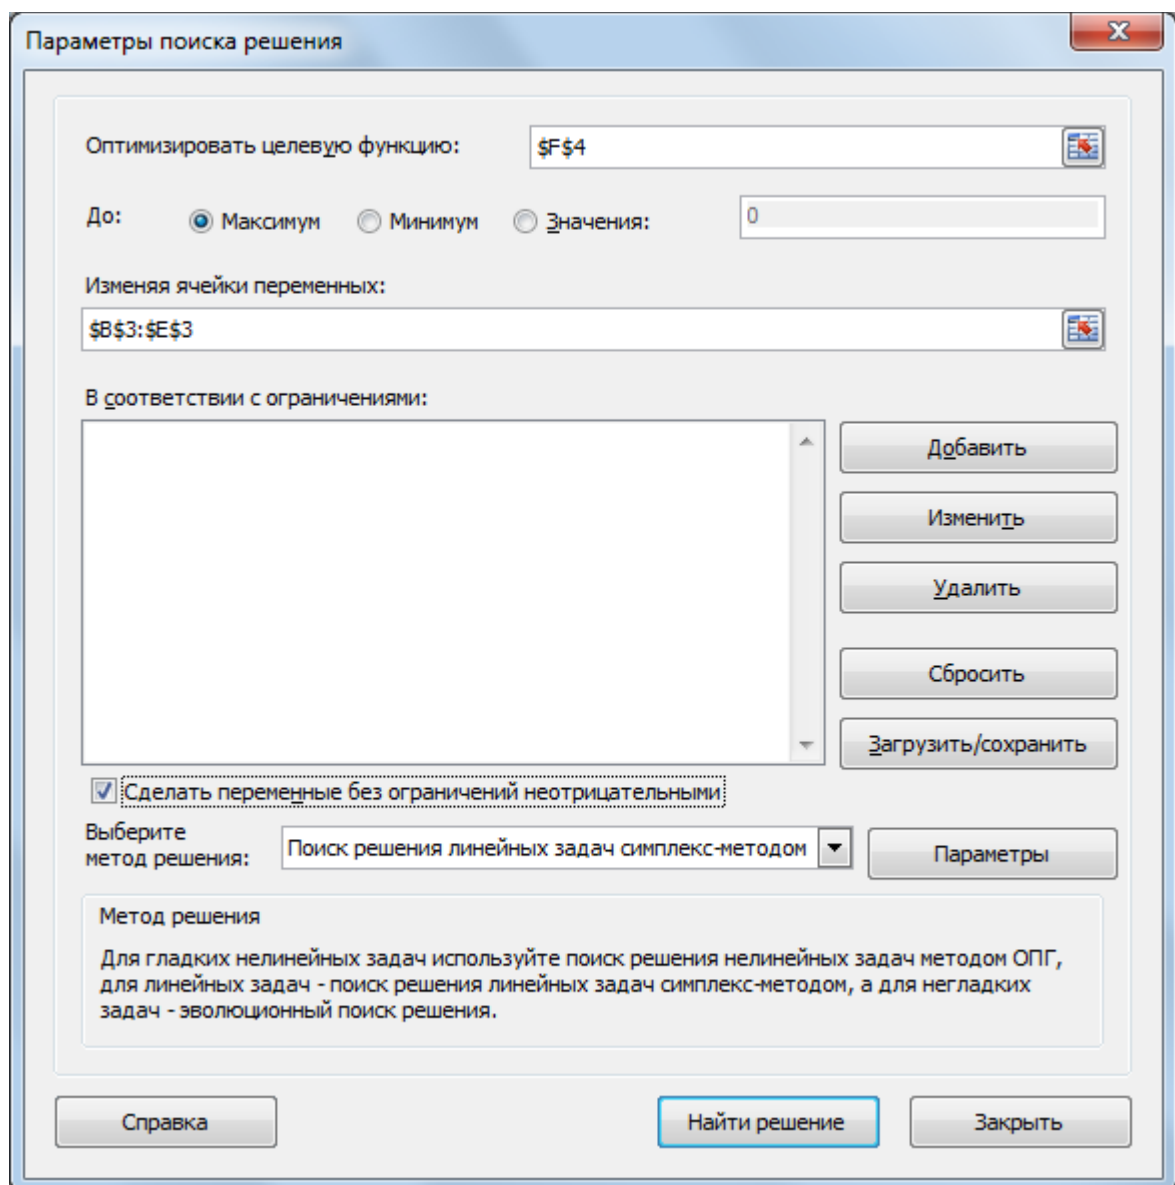 Параметры поиска решения
Оптимизировать целевую функцию: $F$4
До: Максимум Минимум Значения: 0
Изменяя ячейки переменных:
$B$3:$E$3
В соответствии с ограничениями:
Добавить
Изменить
Удалить
Сбросить
Загрузить/сохранить
Сделать переменные без ограничений неотрицательными
Выберите
метод решения:
Поиск решения линейных задач симплекс-методом
Параметры
Метод решения
Для гладких нелинейных задач используйте поиск решения нелинейных задач методом ОПГ,
для линейных задач - поиск решения линейных задач симплекс-методом, а для негладких
задач - эволюционный поиск решения.
Справка
Найти решение
Закрыть